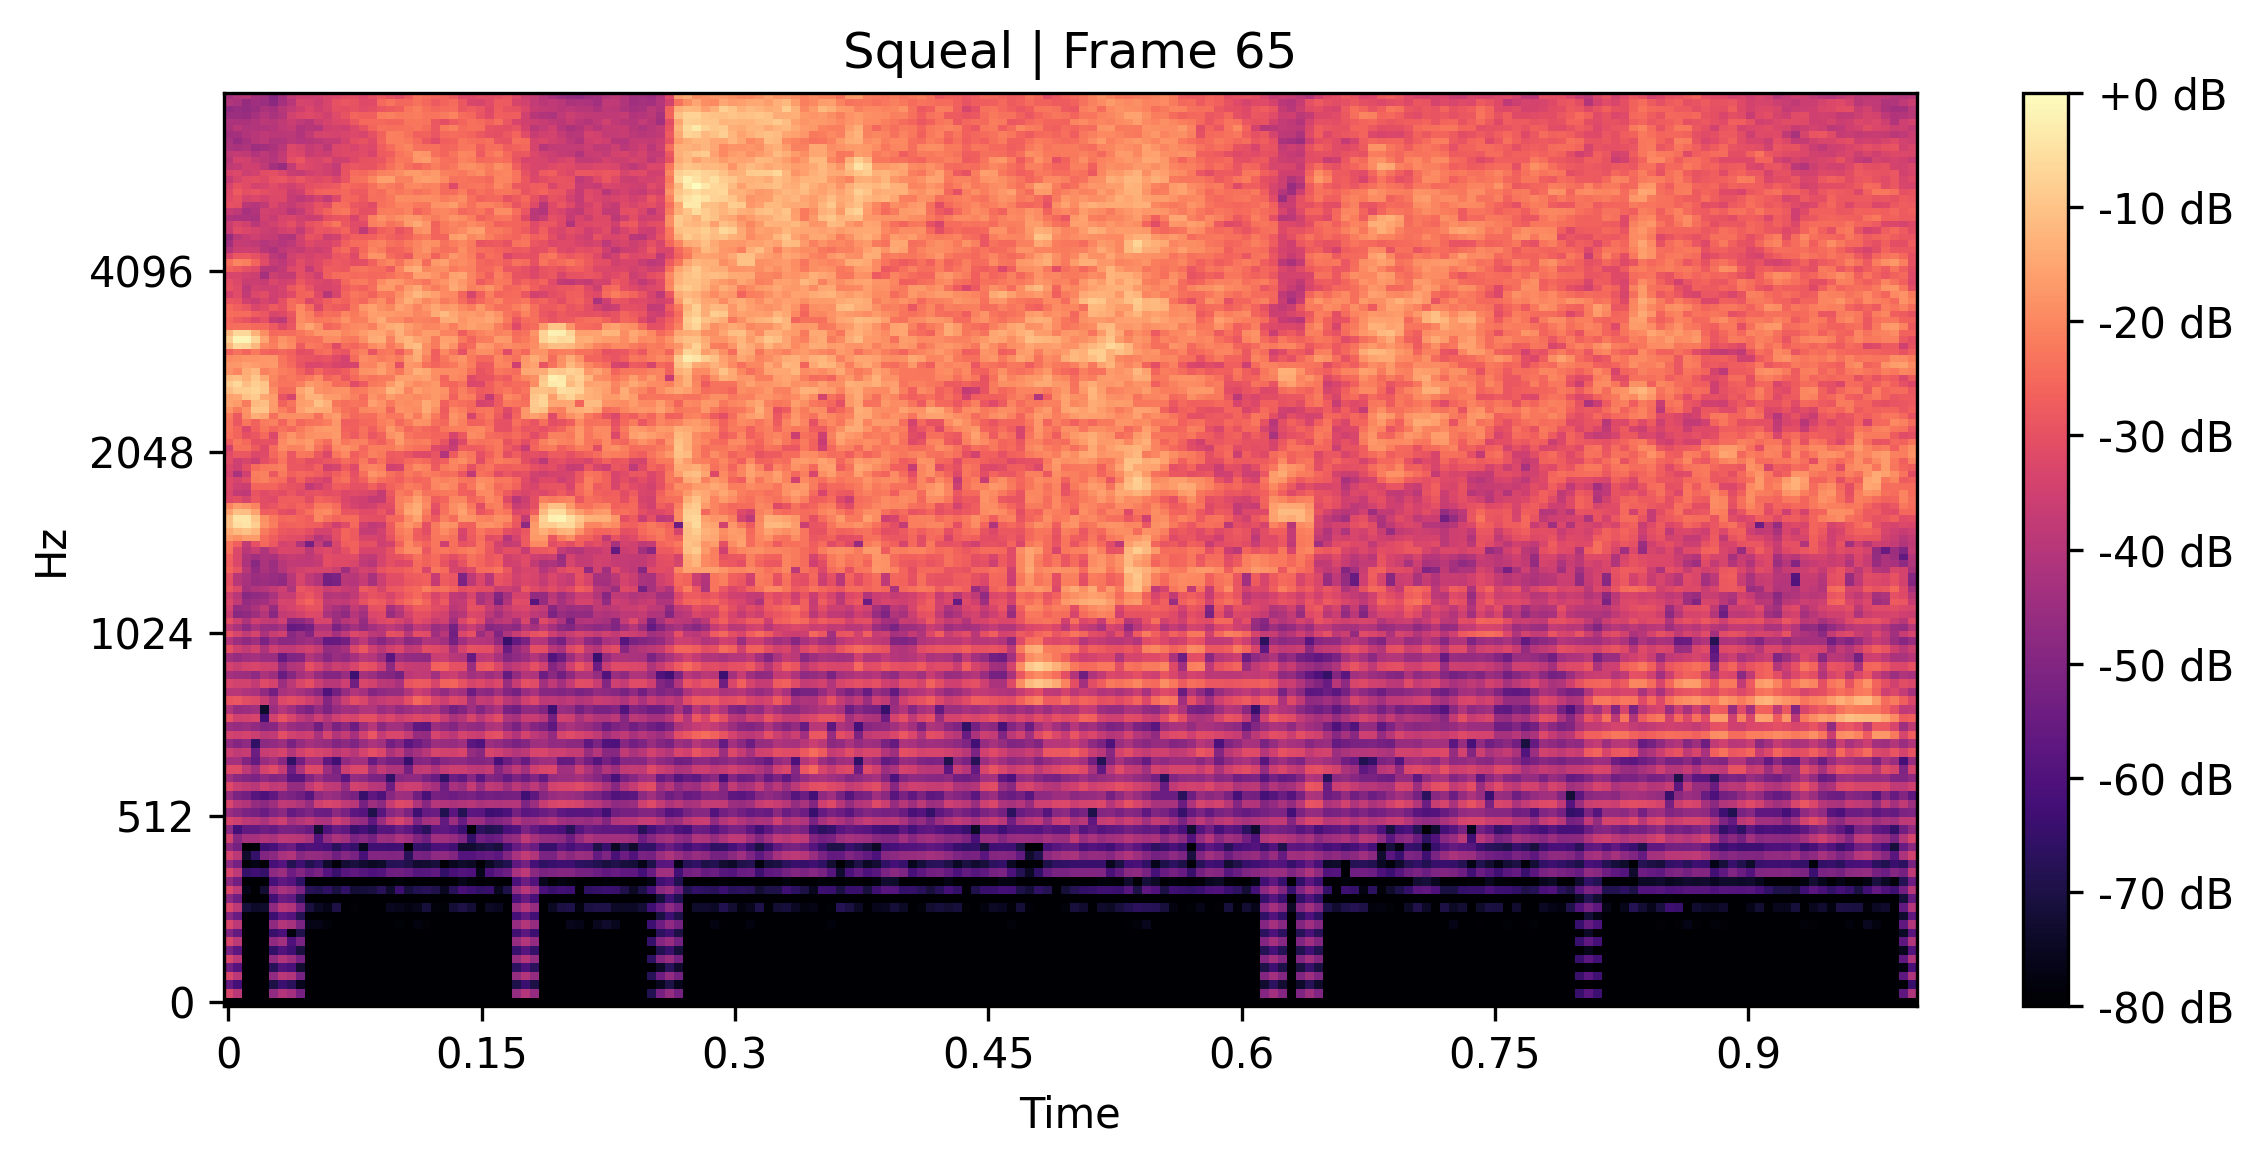 Squeal | Frame 65
+0 dB
-10 dB
-20 dB
-30 dB
-40 dB
-50 dB
-60 dB
-70 dB
-80 dB
Hz
4096
2048
1024
512
0
0 0.15 0.3 0.45 0.6 0.75 0.9
Time